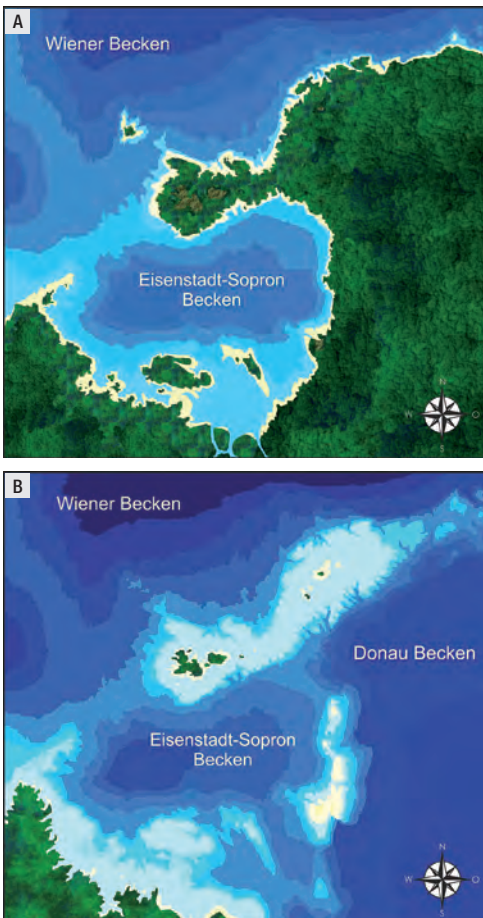 A
Wiener Becken
Eisenstadt-Sopron
Becken
N
W O
S
B
Wiener Becken
Donau Becken
Eisenstadt-Sopron
Becken
N
W O
S